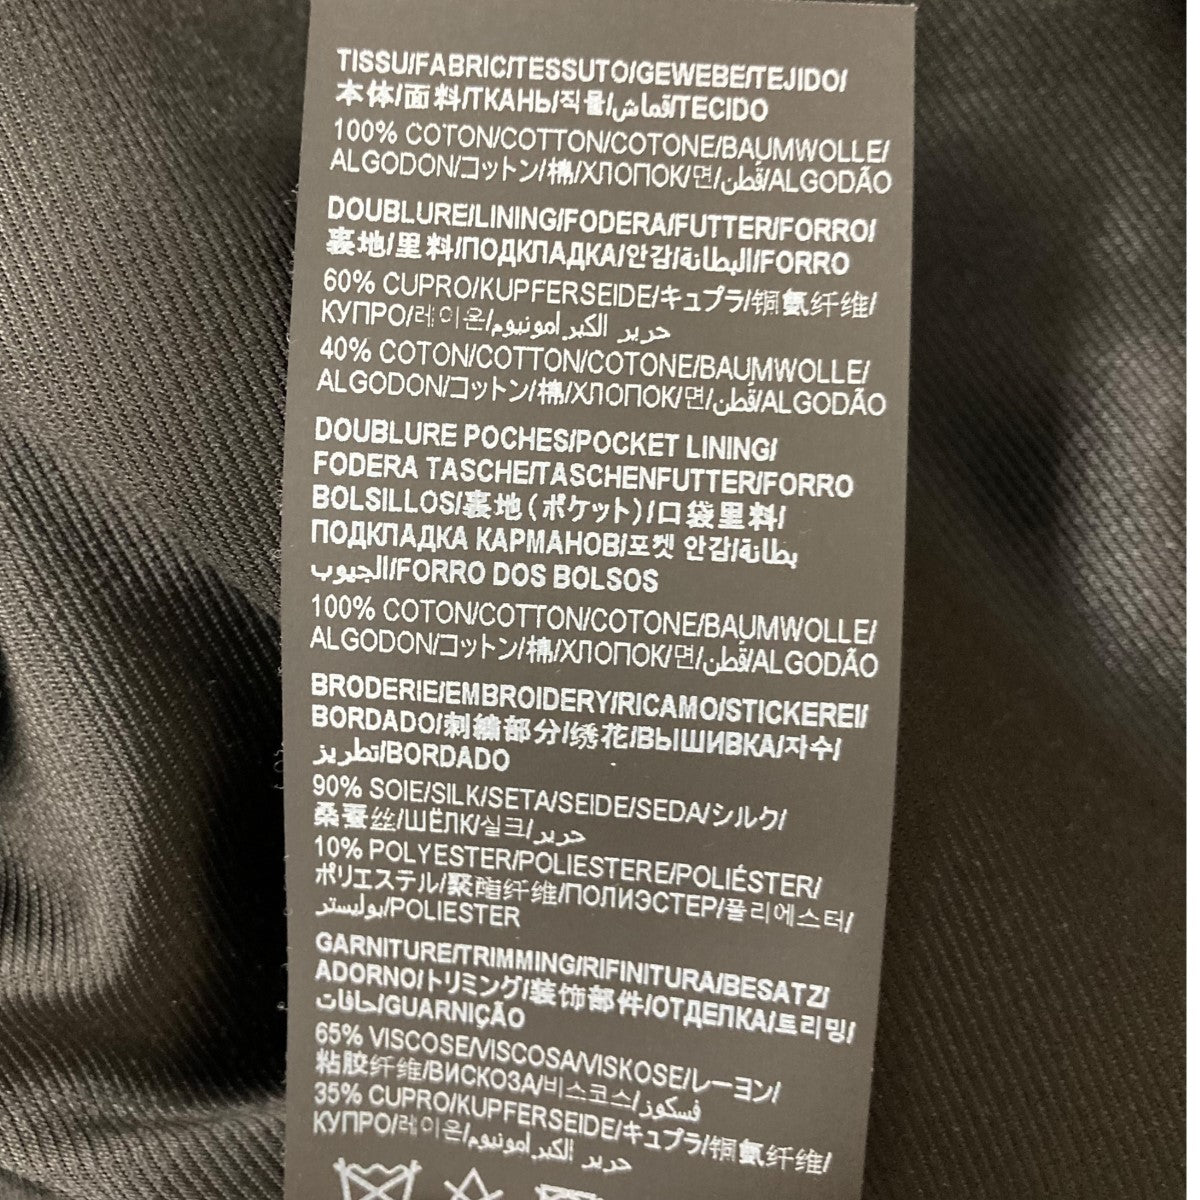 TISSU/FABRIC/TESSUTO/GEWEBE/TEJIDO/
本体/面料/ТКАНЬ/직물/قماش/TECIDO
100% COTON/COTTON/COTONE/BAUMWOLLE/
ALGODON/コットン/棉/ХЛОПОК/면/قطن/ALGODÃO
DOUBLURE/LINING/FODERA/FUTTER/FORRO/
裏地/里料/ПОДКЛАДКА/안감/البطانة/FORRO
60% CUPRO/KUPFERSEIDE/キュプラ/铜氨纤维/
КУПРО/레이온/حرير الكبرامونيوم
40% COTON/COTTON/COTONE/BAUMWOLLE/
ALGODON/コットン/棉/ХЛОПОК/면/قطن/ALGODÃO
DOUBLURE POCHES/POCKET LINING/
FODERA TASCHE/TASCHENFUTTER/FORRO
BOLSILLOS/裏地(ポケット)/口袋里料/
ПОДКЛАДКА КАРМАНОВ/포켓 안감/بطانة
الجيوب/FORRO DOS BOLSOS
100% COTON/COTTON/COTONE/BAUMWOLLE/
ALGODON/コットン/棉/ХЛОПОК/면/قطن/ALGODÃO
BRODERIE/EMBROIDERY/RICAMO/STICKEREI/
BORDADO/刺繍部分/绣花/ВЫШИВКА/자수/
تطريز/BORDADO
90% SOIE/SILK/SETA/SEIDE/SEDA/シルク/
桑蚕丝/ШЁЛК/실크/حرير
10% POLYESTER/POLIESTERE/POLIÉSTER/
ポリエステル/聚酯纤维/ПОЛИЭСТЕР/폴리에스터/
بوليستر/POLIESTER
GARNITURE/TRIMMING/RIFINITURA/BESATZ/
ADORNO/トリミング/装饰部件/ОТДЕЛКА/트리밍/
حافات/GUARNIÇÃO
65% VISCOSE/VISCOSA/VISKOSE/レーヨン/
粘胶纤维/ВИСКОЗА/비스코스/فسكوز
35% CUPRO/KUPFERSEIDE/キュプラ/铜氨纤维/
КУПРО/레이온/حرير الكبرامونيوم